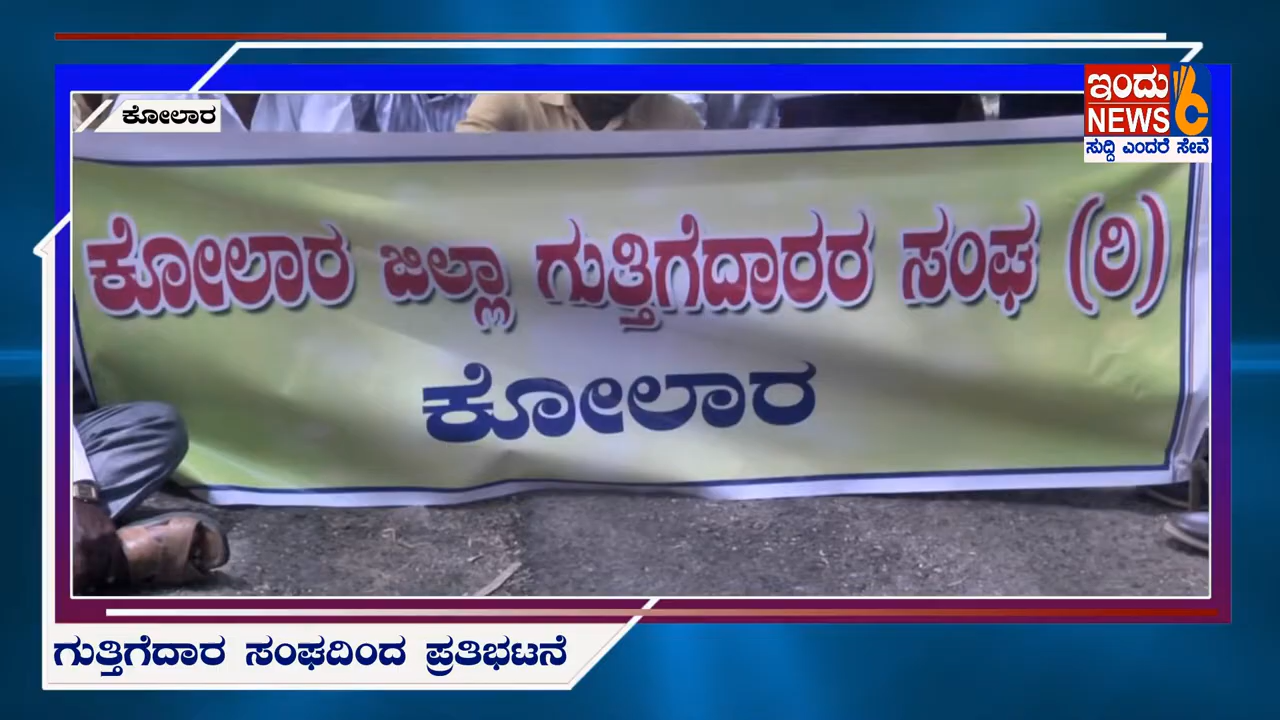 ಕೋಲಾರ
ಇಂದು
NEWS
ಸುದ್ದಿ ಎಂದರೆ ಸೇವೆ
ಕೋಲಾರ ಜಿಲ್ಲಾ ಗುತ್ತಿಗೆದಾರರ ಸಂಘ (ರಿ)
ಕೋಲಾರ
ಗುತ್ತಿಗೆದಾರ ಸಂಘದಿಂದ ಪ್ರತಿಭಟನೆ